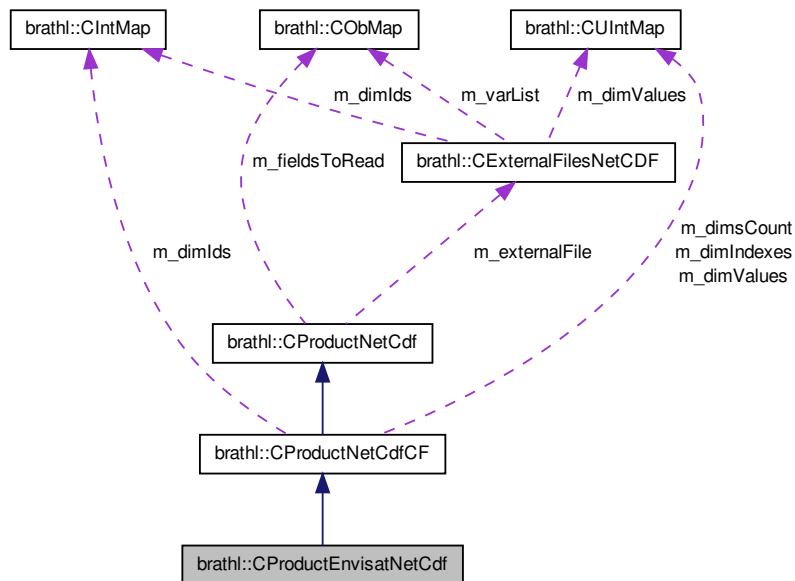 brathl::CIntMap
brathl::CObMap
brathl::CUIntMap
m_dimIds
m_varList
m_dimValues
brathl::CExternalFilesNetCDF
m_fieldsToRead
m_dimIds
m_externalFile
m_dimsCount
m_dimIndexes
m_dimValues
brathl::CProductNetCdf
brathl::CProductNetCdfCF
brathl::CProductEnvisatNetCdf